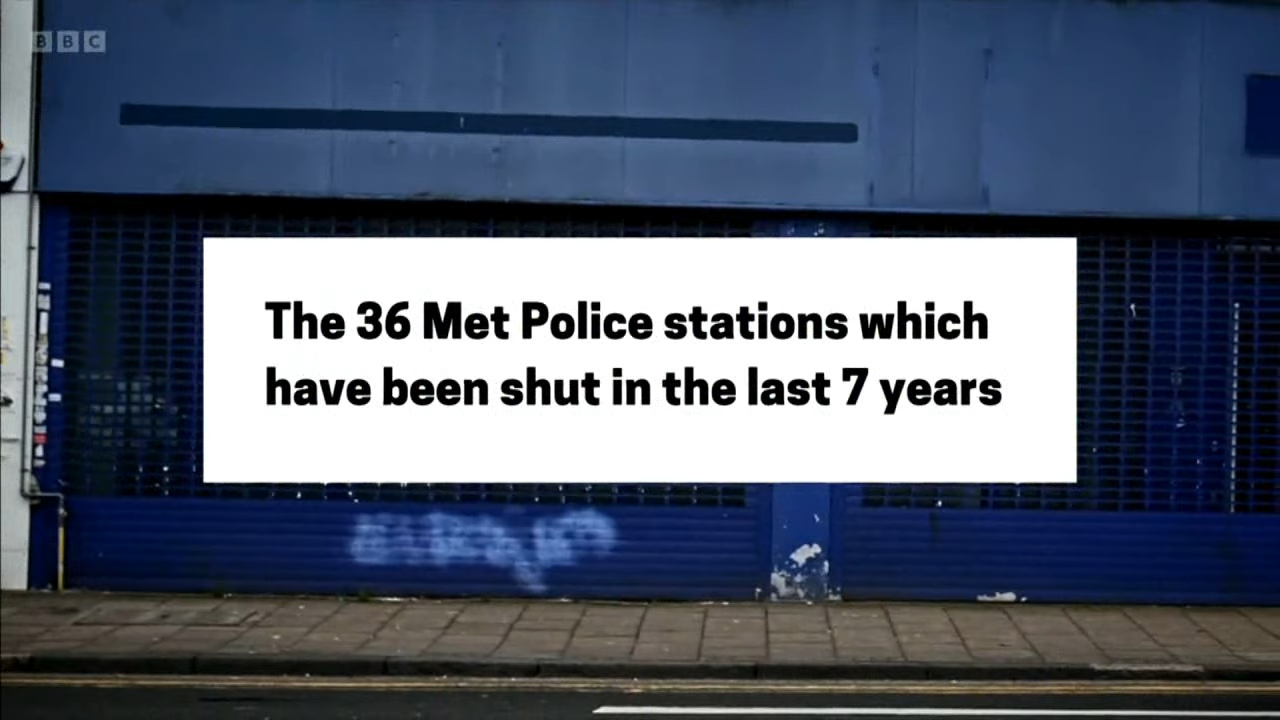 BBC
The 36 Met Police stations which
have been shut in the last 7 years